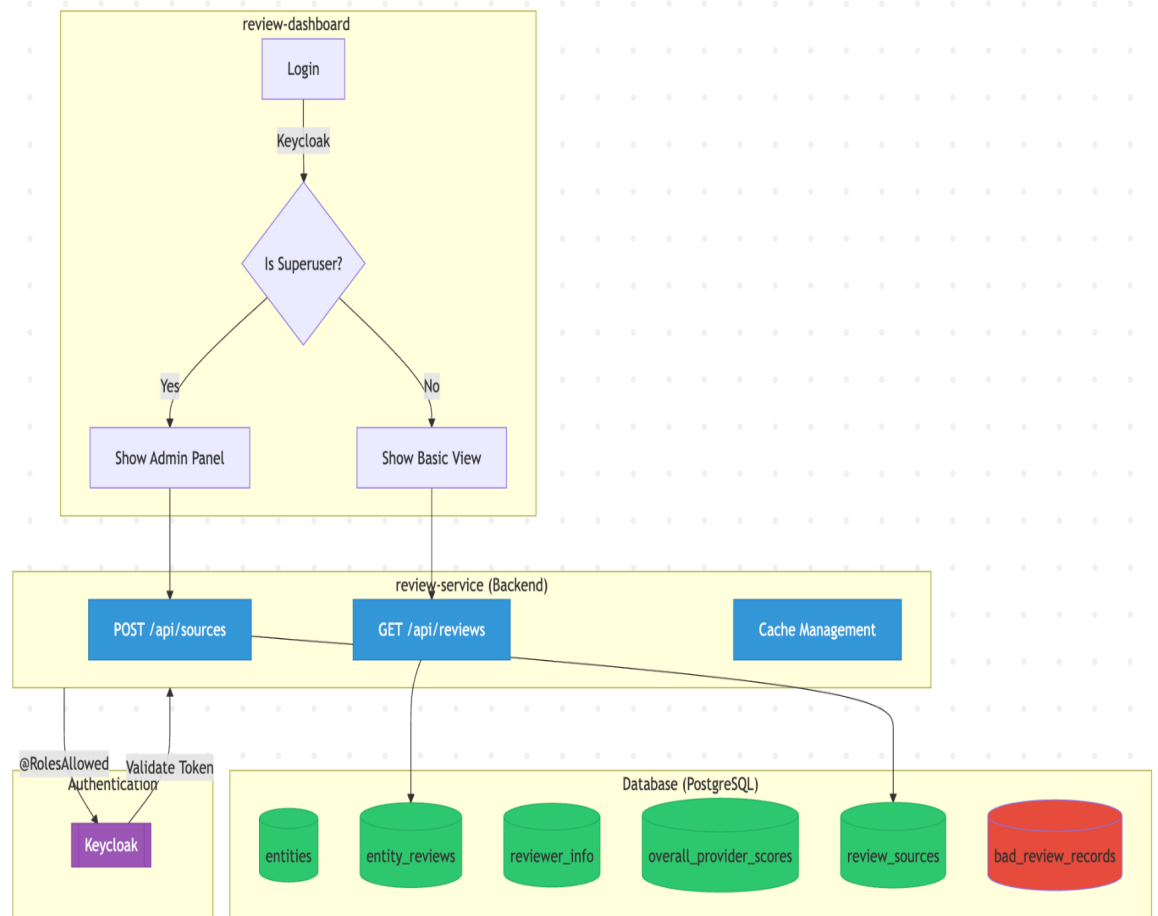 review-dashboard
Login
Keycloak
Is Superuser?
Yes
No
Show Admin Panel
Show Basic View
review-service (Backend)
POST /api/sources
GET /api/reviews
Cache Management
@RolesAllowed
Validate Token
Authentication
Keycloak
Database (PostgreSQL)
entities
entity_reviews
reviewer_info
overall_provider_scores
review_sources
bad_review_records